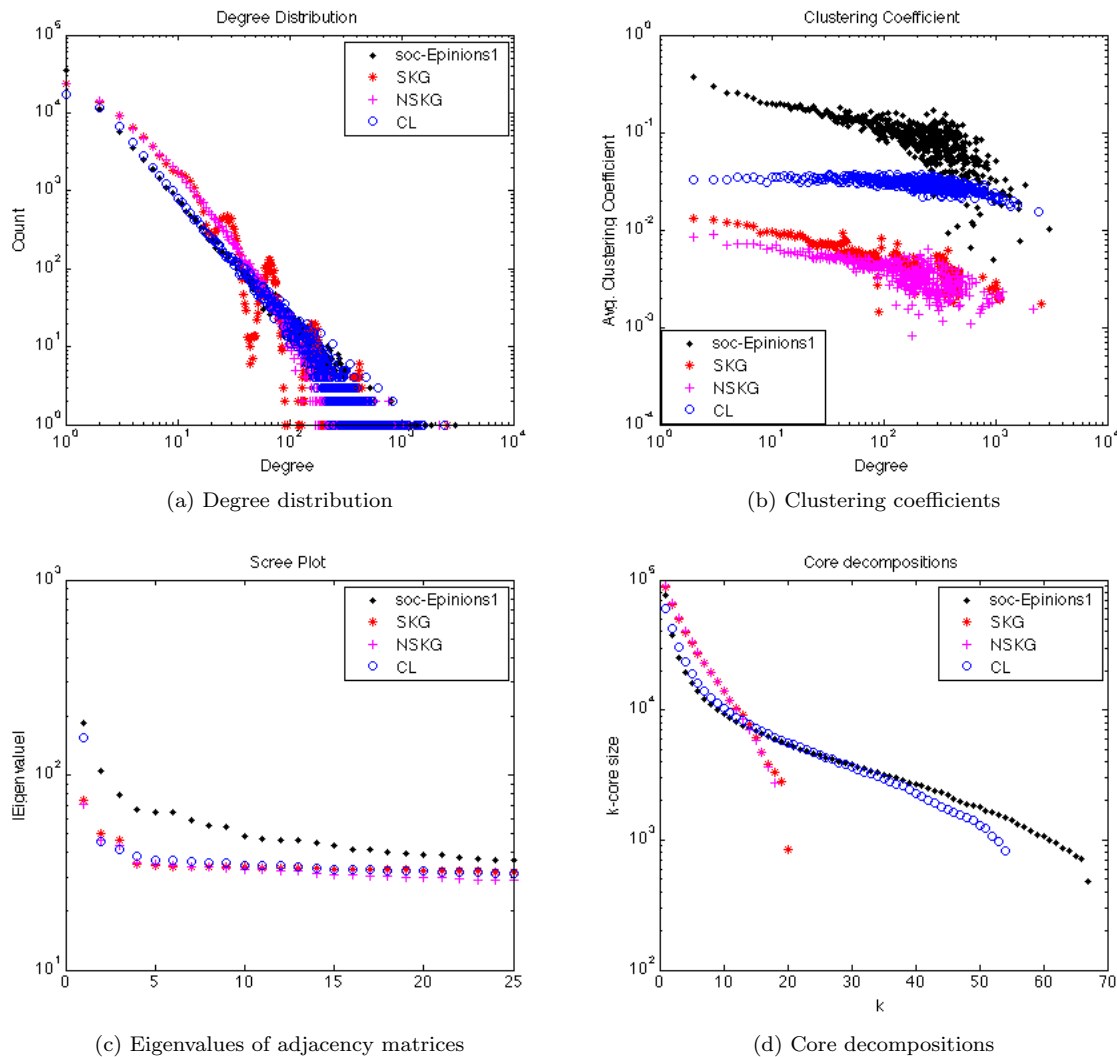 Degree Distribution
10^5
10^4
10^3
10^2
10^1
10^0
Count
soc-Epinions1
SKG
NSKG
CL
10^0 10^1 10^2 10^3 10^4
Degree
(a) Degree distribution
Clustering Coefficient
10^0
10^-1
10^-2
10^-3
10^-4
Avg. Clustering Coefficient
soc-Epinions1
SKG
NSKG
CL
10^0 10^1 10^2 10^3 10^4
Degree
(b) Clustering coefficients
Scree Plot
10^3
10^2
10^1
|Eigenvalue|
soc-Epinions1
SKG
NSKG
CL
0 5 10 15 20 25
(c) Eigenvalues of adjacency matrices
Core decompositions
10^5
10^4
10^3
10^2
k-core size
soc-Epinions1
SKG
NSKG
CL
0 10 20 30 40 50 60 70
k
(d) Core decompositions